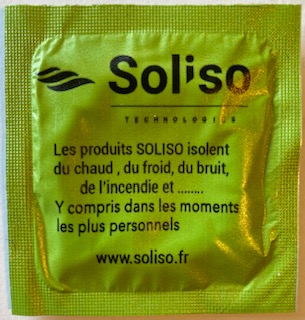 Soliso
TECHNOLOGIES
Les produits SOLISO isolent
du chaud , du froid, du bruit,
de l'incendie et ........
Y compris dans les moments
les plus personnels
www.soliso.fr